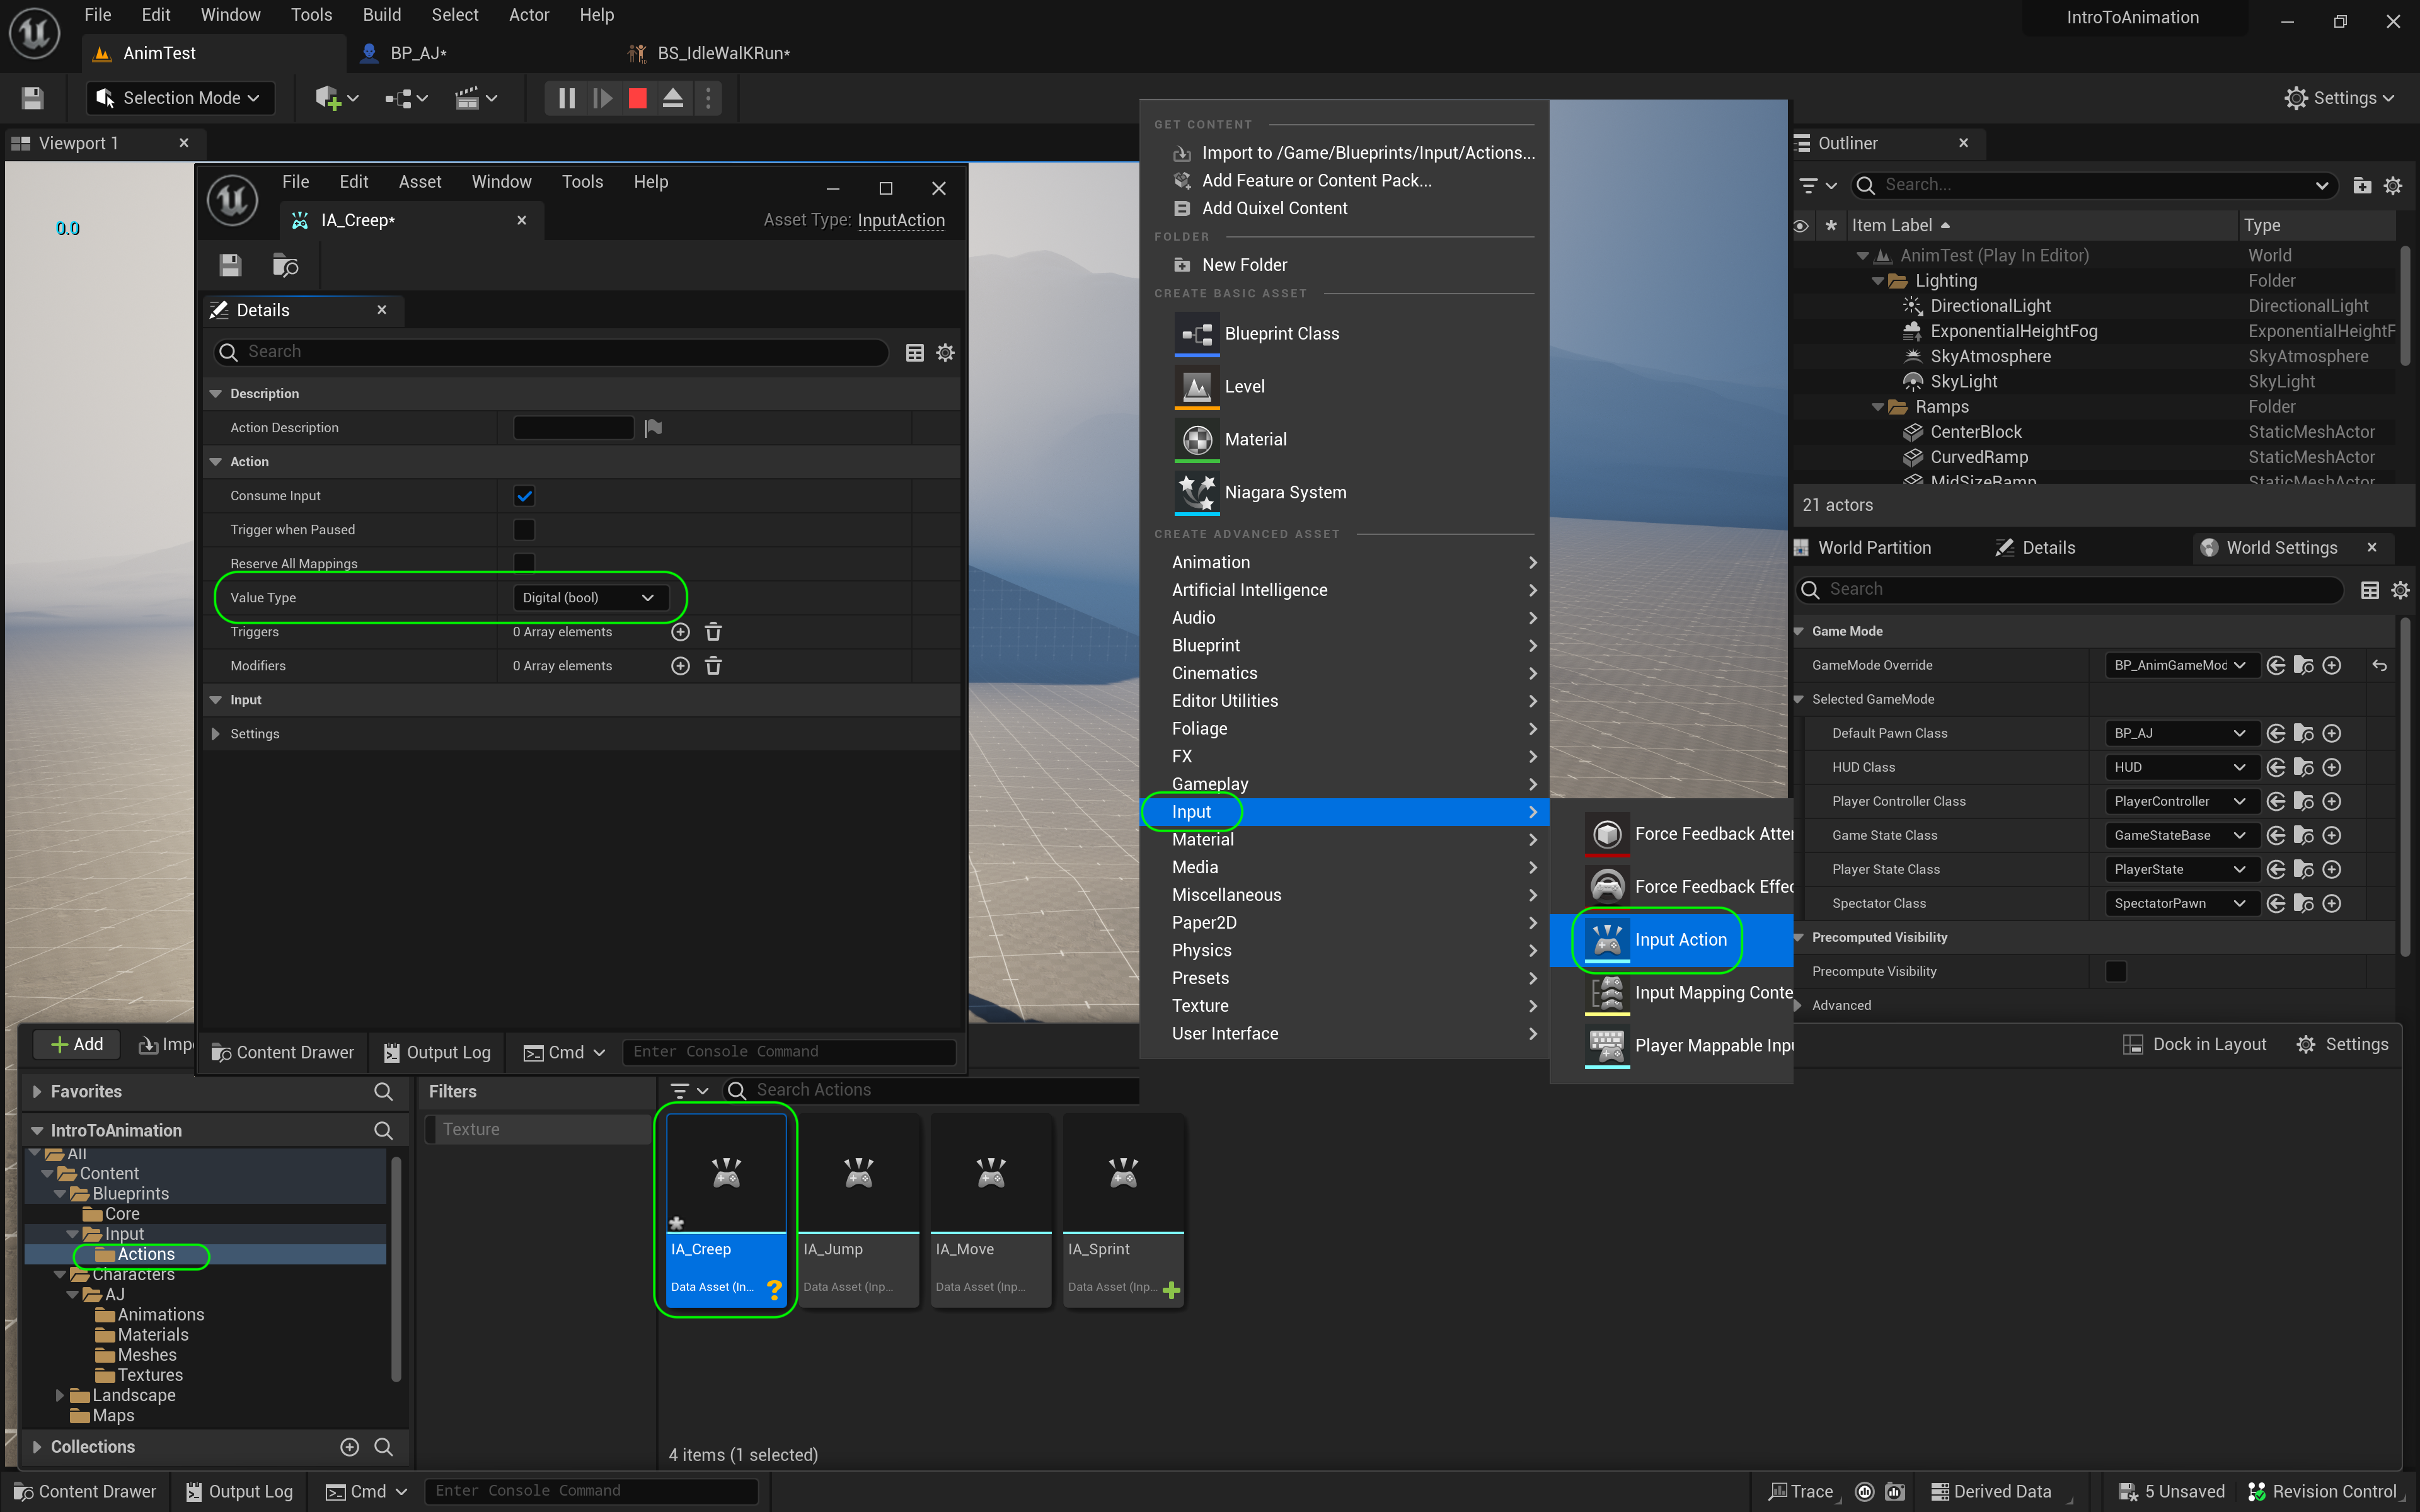 File Edit Window Tools Build Select Actor Help
IntroToAnimation
AnimTest
BP_AJ*
BS_IdleWalKRun*
Selection Mode
Settings
Viewport 1
0.0
File Edit Asset Window Tools Help
IA_Creep*
Asset Type: InputAction
Details
Search
Description
Action Description
Action
Consume Input
Trigger when Paused
Reserve All Mappings
Value Type Digital (bool)
Triggers 0 Array elements
Modifiers 0 Array elements
Input
Settings
Content Drawer Output Log Cmd Enter Console Command
GET CONTENT
Import to /Game/Blueprints/Input/Actions...
Add Feature or Content Pack...
Add Quixel Content
FOLDER
New Folder
CREATE BASIC ASSET
Blueprint Class
Level
Material
Niagara System
CREATE ADVANCED ASSET
Animation
Artificial Intelligence
Audio
Blueprint
Cinematics
Editor Utilities
Foliage
FX
Gameplay
Input
Material
Media
Miscellaneous
Paper2D
Physics
Presets
Texture
User Interface
Force Feedback Atter
Force Feedback Effec
Input Action
Input Mapping Conte
Player Mappable Inpu
Outliner
Search...
Item Label Type
AnimTest (Play In Editor) World
Lighting Folder
DirectionalLight DirectionalLight
ExponentialHeightFog ExponentialHeightF
SkyAtmosphere SkyAtmosphere
SkyLight SkyLight
Ramps Folder
CenterBlock StaticMeshActor
CurvedRamp StaticMeshActor
MidSizeRamp StaticMeshActor
21 actors
World Partition Details World Settings
Search
Game Mode
GameMode Override BP_AnimGameMod
Selected GameMode
Default Pawn Class BP_AJ
HUD Class HUD
Player Controller Class PlayerController
Game State Class GameStateBase
Player State Class PlayerState
Spectator Class SpectatorPawn
Precomputed Visibility
Precompute Visibility
Advanced
Add Impo
Dock in Layout Settings
Favorites
IntroToAnimation
All
Content
Blueprints
Core
Input
Actions
Characters
AJ
Animations
Materials
Meshes
Textures
Landscape
Maps
Collections
Filters
Texture
Search Actions
IA_Creep IA_Jump IA_Move IA_Sprint
Data Asset (In... Data Asset (Inp... Data Asset (Inp... Data Asset (Inp...
4 items (1 selected)
Content Drawer Output Log Cmd Enter Console Command
Trace Derived Data 5 Unsaved Revision Control